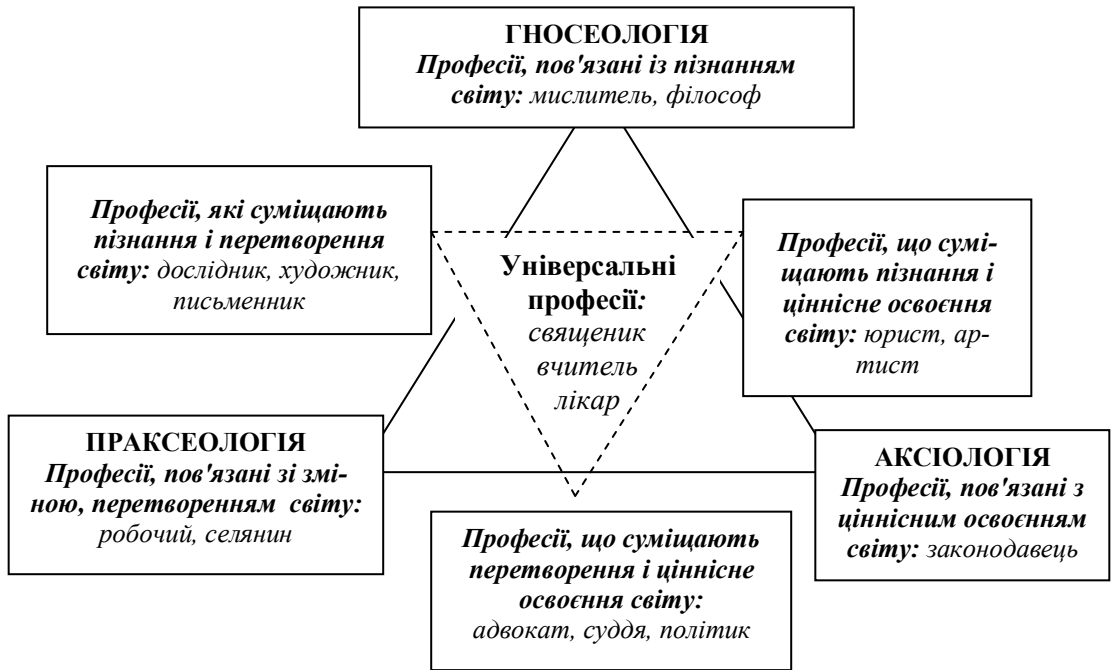 ГНОСЕОЛОГІЯ
Професії, пов'язані із пізнанням
світу: мислитель, філософ
Професії, які суміщають
пізнання і перетворення
світу: дослідник, художник,
письменник
Універсальні
професії:
священик
вчитель
лікар
Професії, що сумі-
щають пізнання і
ціннісне освоєння
світу: юрист, ар-
тист
ПРАКСЕОЛОГІЯ
Професії, пов'язані зі змі-
ною, перетворенням світу:
робочий, селянин
АКСІОЛОГІЯ
Професії, пов'язані з
ціннісним освоєнням
світу: законодавець
Професії, що суміщають
перетворення і ціннісне
освоєння світу:
адвокат, суддя, політик